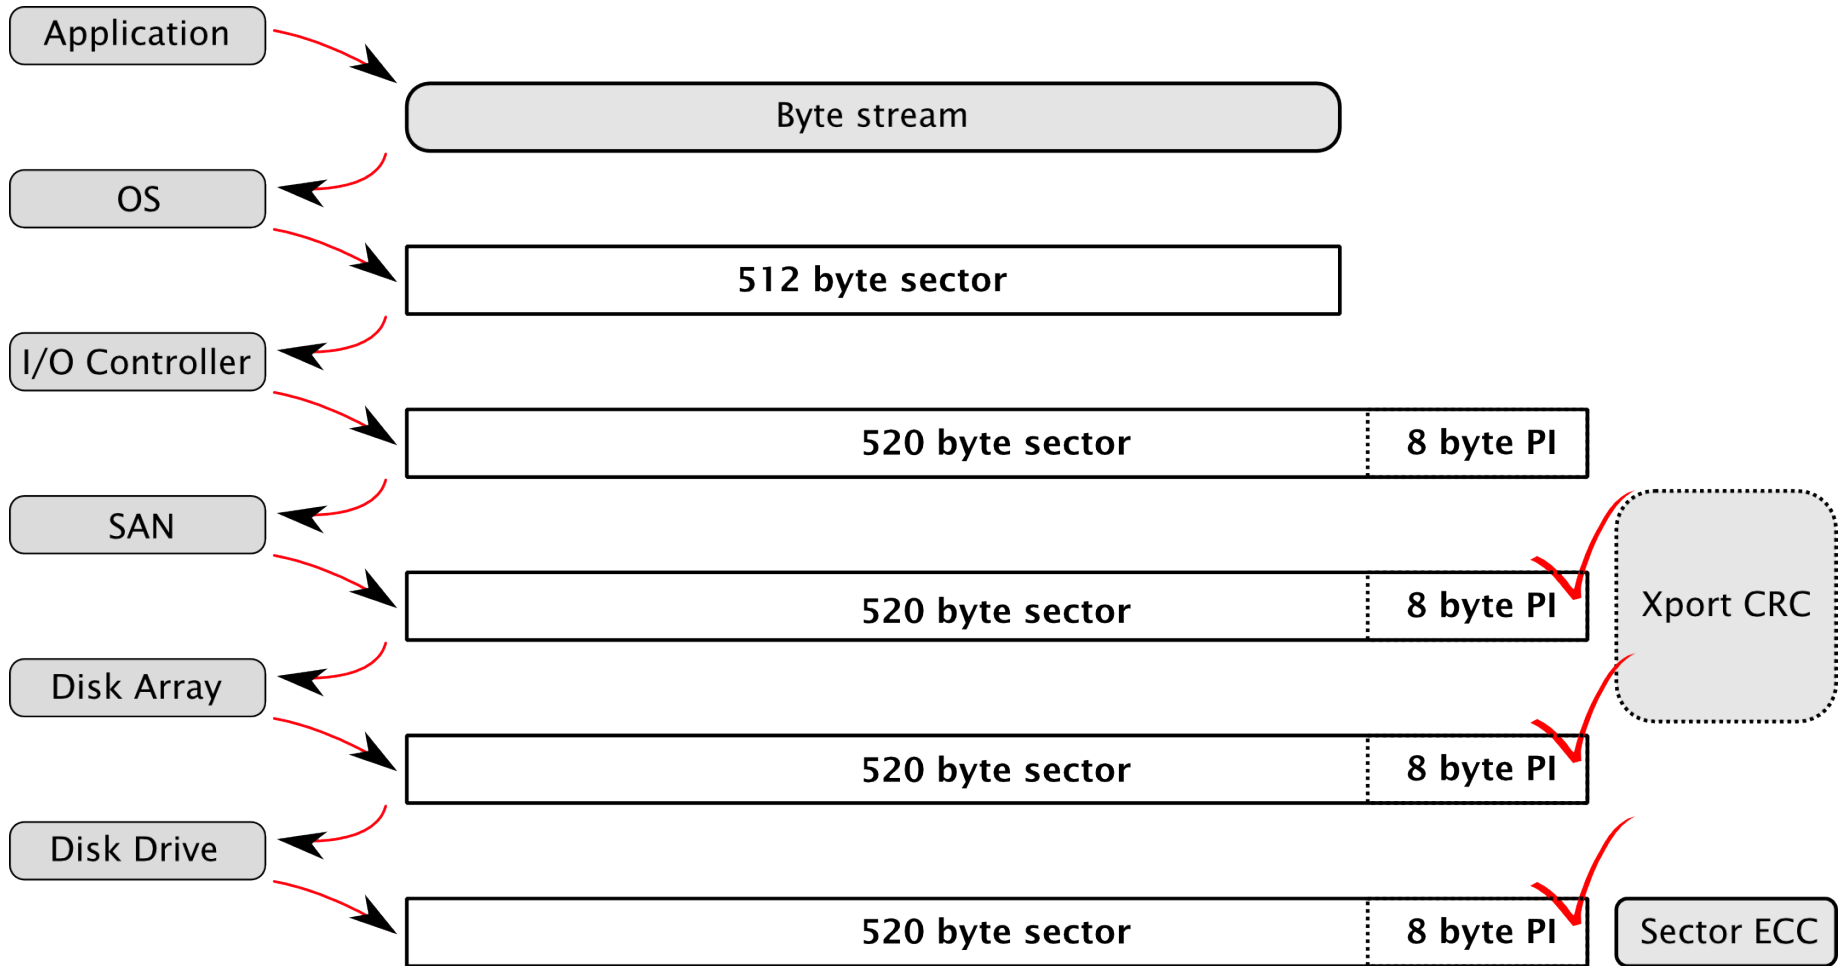 Application
Byte stream
OS
512 byte sector
I/O Controller
520 byte sector 8 byte PI
SAN
520 byte sector 8 byte PI Xport CRC
Disk Array
520 byte sector 8 byte PI
Disk Drive
520 byte sector 8 byte PI Sector ECC